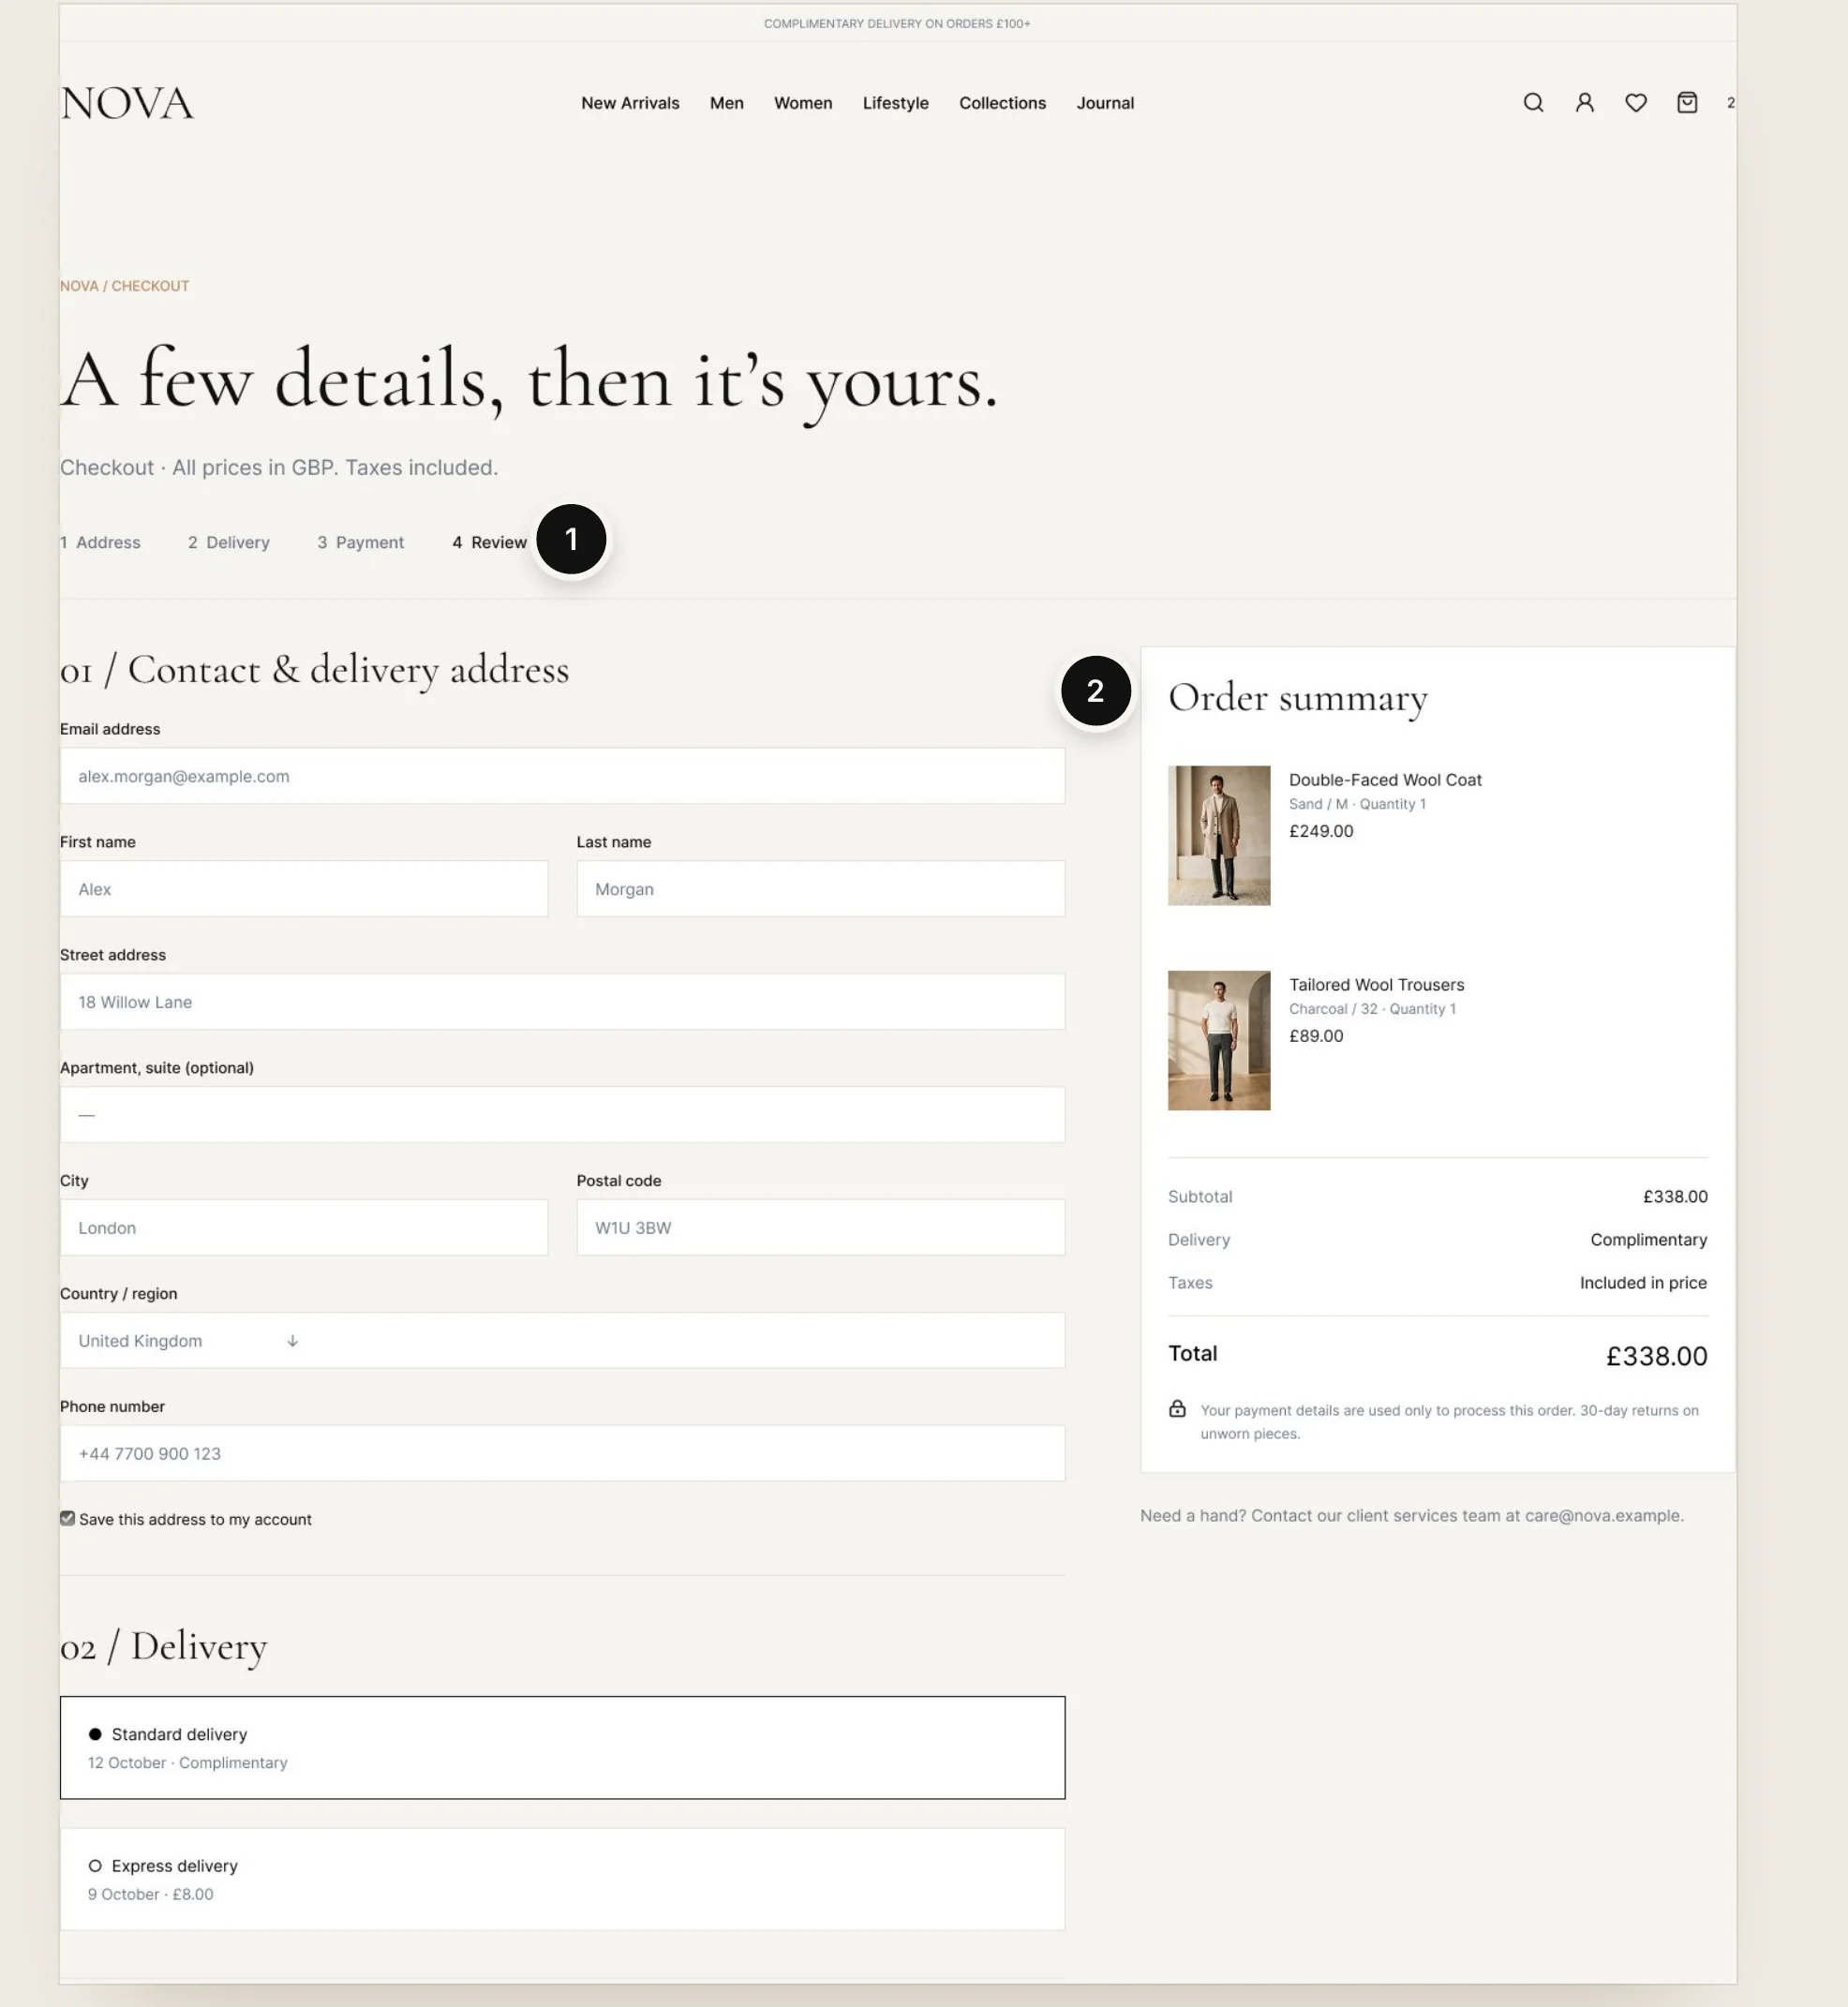 COMPLIMENTARY DELIVERY ON ORDERS £100+
NOVA
New Arrivals Men Women Lifestyle Collections Journal
2
NOVA / CHECKOUT
A few details, then it’s yours.
Checkout · All prices in GBP. Taxes included.
1 Address 2 Delivery 3 Payment 4 Review
1
01 / Contact & delivery address
Email address
alex.morgan@example.com
First name Last name
Alex Morgan
Street address
18 Willow Lane
Apartment, suite (optional)
—
City Postal code
London W1U 3BW
Country / region
United Kingdom ↓
Phone number
+44 7700 900 123
Save this address to my account
02 / Delivery
Standard delivery
12 October · Complimentary
Express delivery
9 October · £8.00
2
Order summary
Double-Faced Wool Coat
Sand / M · Quantity 1
£249.00
Tailored Wool Trousers
Charcoal / 32 · Quantity 1
£89.00
Subtotal £338.00
Delivery Complimentary
Taxes Included in price
Total £338.00
Your payment details are used only to process this order. 30-day returns on
unworn pieces.
Need a hand? Contact our client services team at care@nova.example.